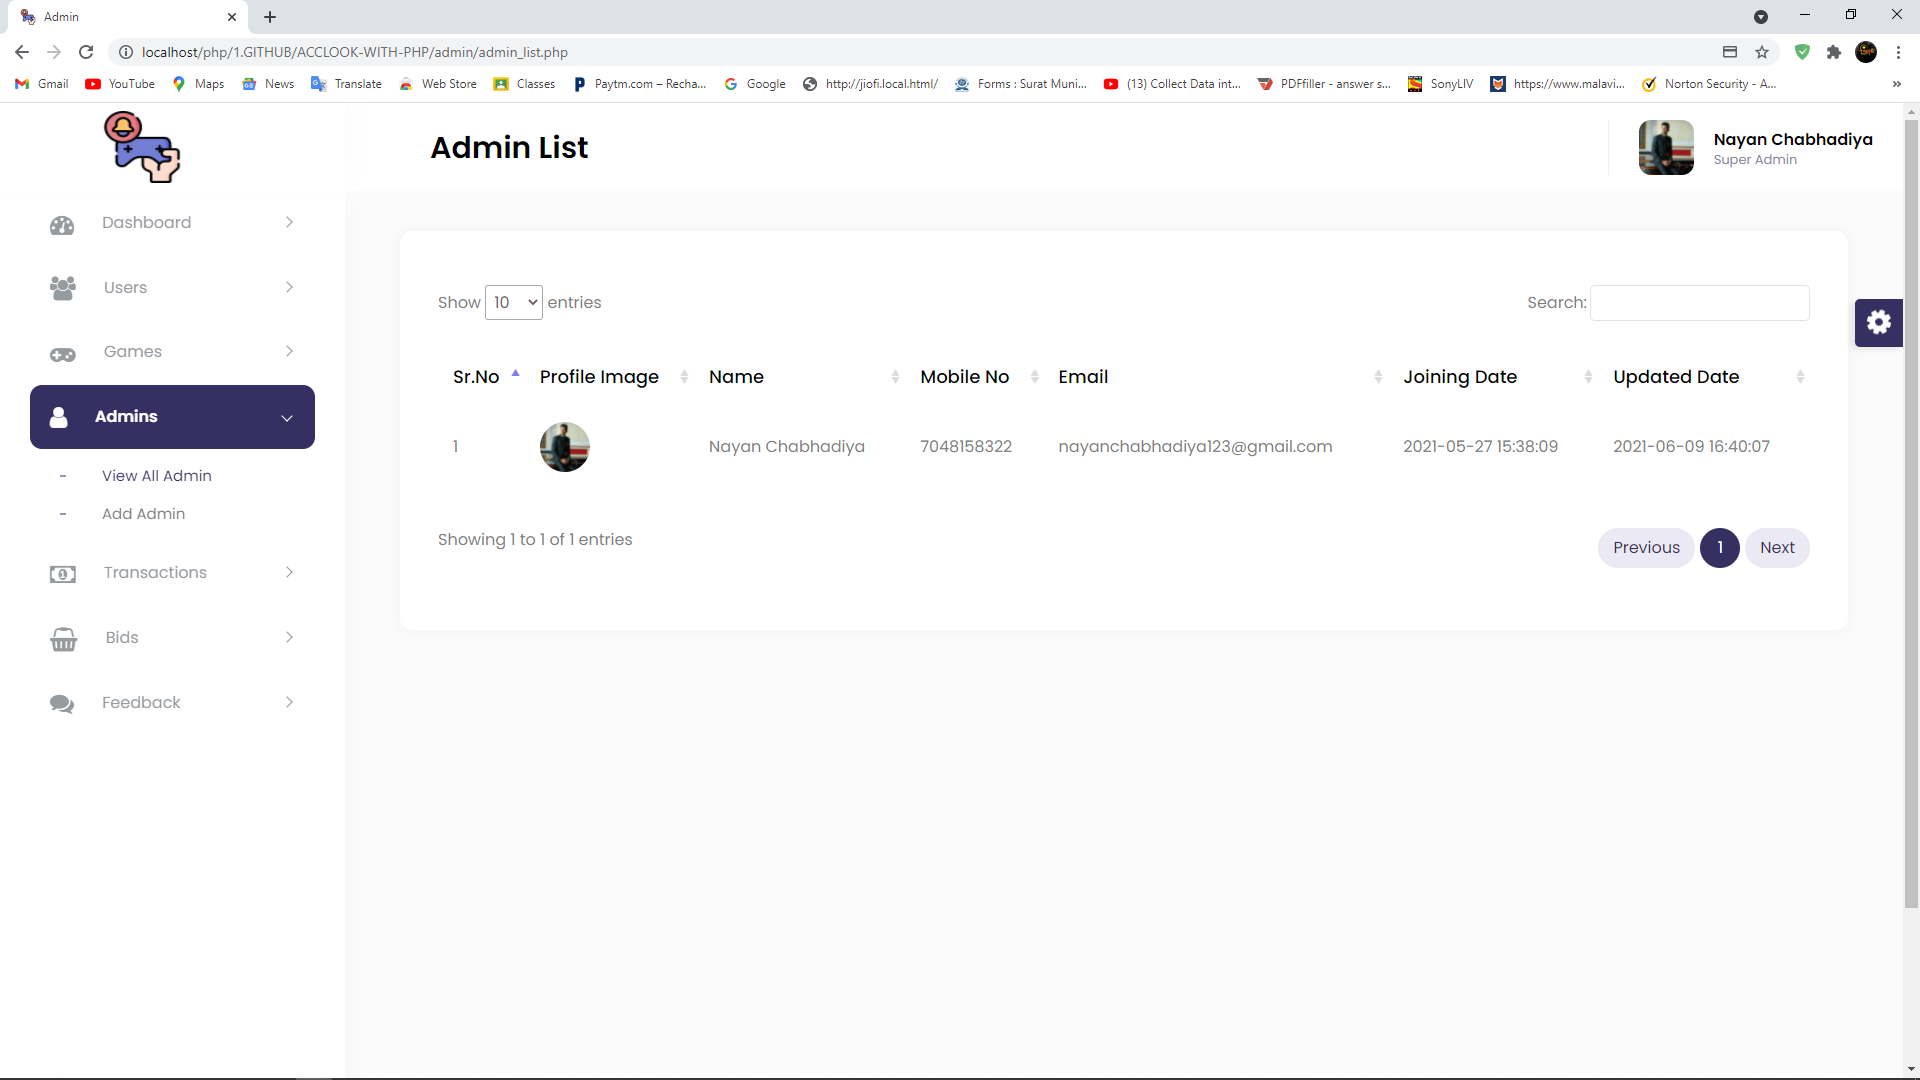 Admin
localhost/php/1.GITHUB/ACCLOOK-WITH-PHP/admin/admin_list.php
Gmail YouTube Maps News Translate Web Store Classes Paytm.com – Recha... Google http://jiofi.local.html/ Forms : Surat Muni... (13) Collect Data int... PDFfiller - answer s... SonyLIV https://www.malavi... Norton Security - A... »
Admin List
Nayan Chabhadiya
Super Admin
Dashboard
Users
Games
Admins
- View All Admin
- Add Admin
Transactions
Bids
Feedback
Show 10 entries
Search:
Sr.No Profile Image Name Mobile No Email Joining Date Updated Date
1 Nayan Chabhadiya 7048158322 nayanchabhadiya123@gmail.com 2021-05-27 15:38:09 2021-06-09 16:40:07
Showing 1 to 1 of 1 entries
Previous 1 Next